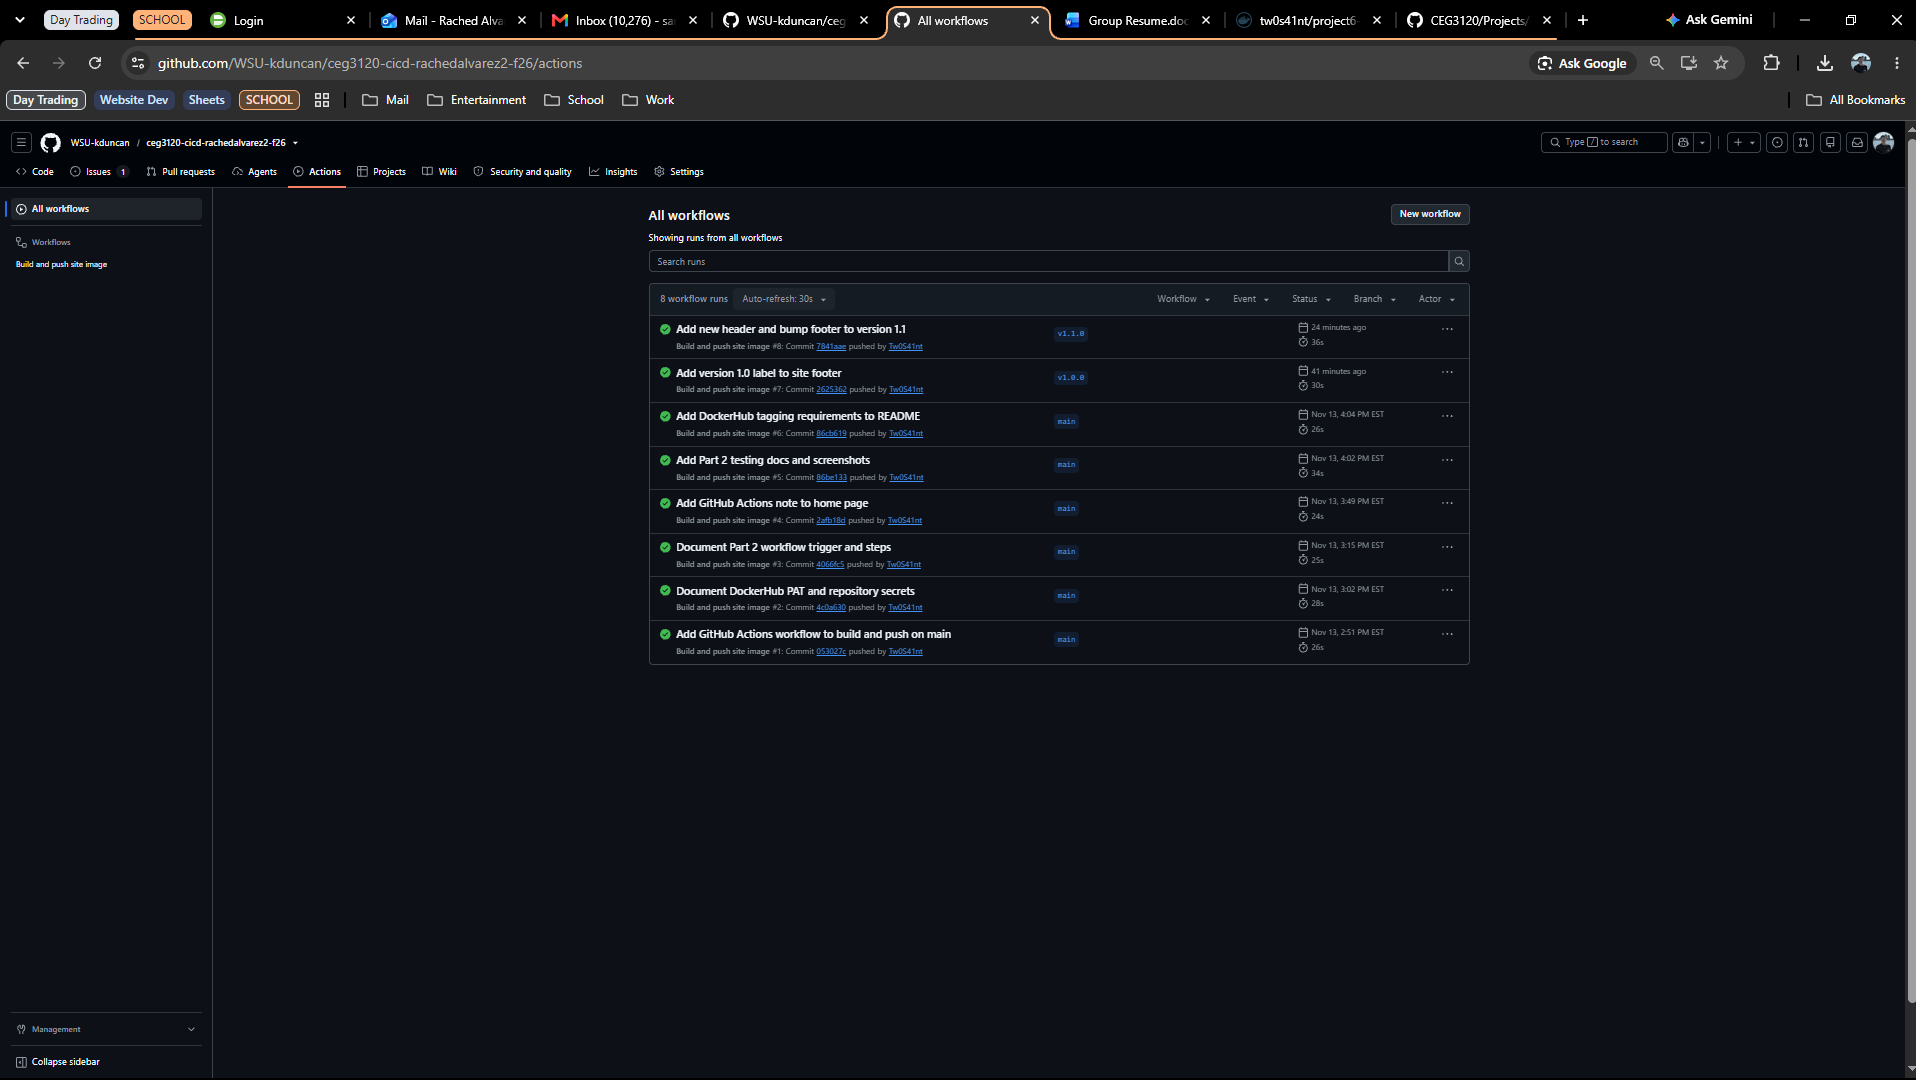 Day Trading SCHOOL Login Mail - Rached Alva Inbox (10,276) - sa WSU-kduncan/ceg All workflows Group Resume.doc tw0s41nt/project6- CEG3120/Projects/ Ask Gemini
github.com/WSU-kduncan/ceg3120-cicd-rachedalvarez2-f26/actions Ask Google
Day Trading Website Dev Sheets SCHOOL Mail Entertainment School Work All Bookmarks
WSU-kduncan / ceg3120-cicd-rachedalvarez2-f26 Type / to search
Code Issues 1 Pull requests Agents Actions Projects Wiki Security and quality Insights Settings
All workflows
Workflows
Build and push site image
Management
Collapse sidebar
All workflows New workflow
Showing runs from all workflows
Search runs
8 workflow runs Auto-refresh: 30s Workflow Event Status Branch Actor
Add new header and bump footer to version 1.1 v1.1.0 24 minutes ago
Build and push site image #8: Commit 7841aae pushed by Tw0S41nt 36s
Add version 1.0 label to site footer v1.0.0 41 minutes ago
Build and push site image #7: Commit 2625362 pushed by Tw0S41nt 30s
Add DockerHub tagging requirements to README main Nov 13, 4:04 PM EST
Build and push site image #6: Commit 86cb619 pushed by Tw0S41nt 26s
Add Part 2 testing docs and screenshots main Nov 13, 4:02 PM EST
Build and push site image #5: Commit 86be133 pushed by Tw0S41nt 34s
Add GitHub Actions note to home page main Nov 13, 3:49 PM EST
Build and push site image #4: Commit 2afb18d pushed by Tw0S41nt 24s
Document Part 2 workflow trigger and steps main Nov 13, 3:15 PM EST
Build and push site image #3: Commit 4066fc5 pushed by Tw0S41nt 25s
Document DockerHub PAT and repository secrets main Nov 13, 3:02 PM EST
Build and push site image #2: Commit 4c0a630 pushed by Tw0S41nt 28s
Add GitHub Actions workflow to build and push on main main Nov 13, 2:51 PM EST
Build and push site image #1: Commit 053027c pushed by Tw0S41nt 26s